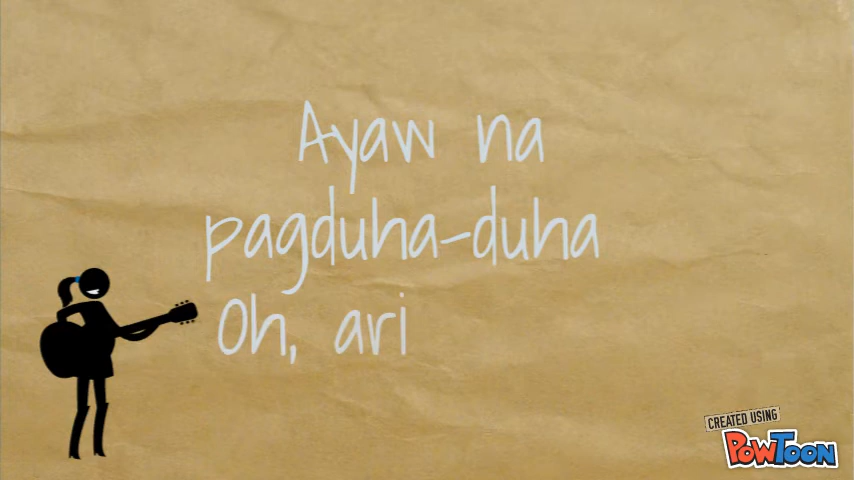 Ayaw na
pagduha-duha
Oh, ari
CREATED USING
POWTOON